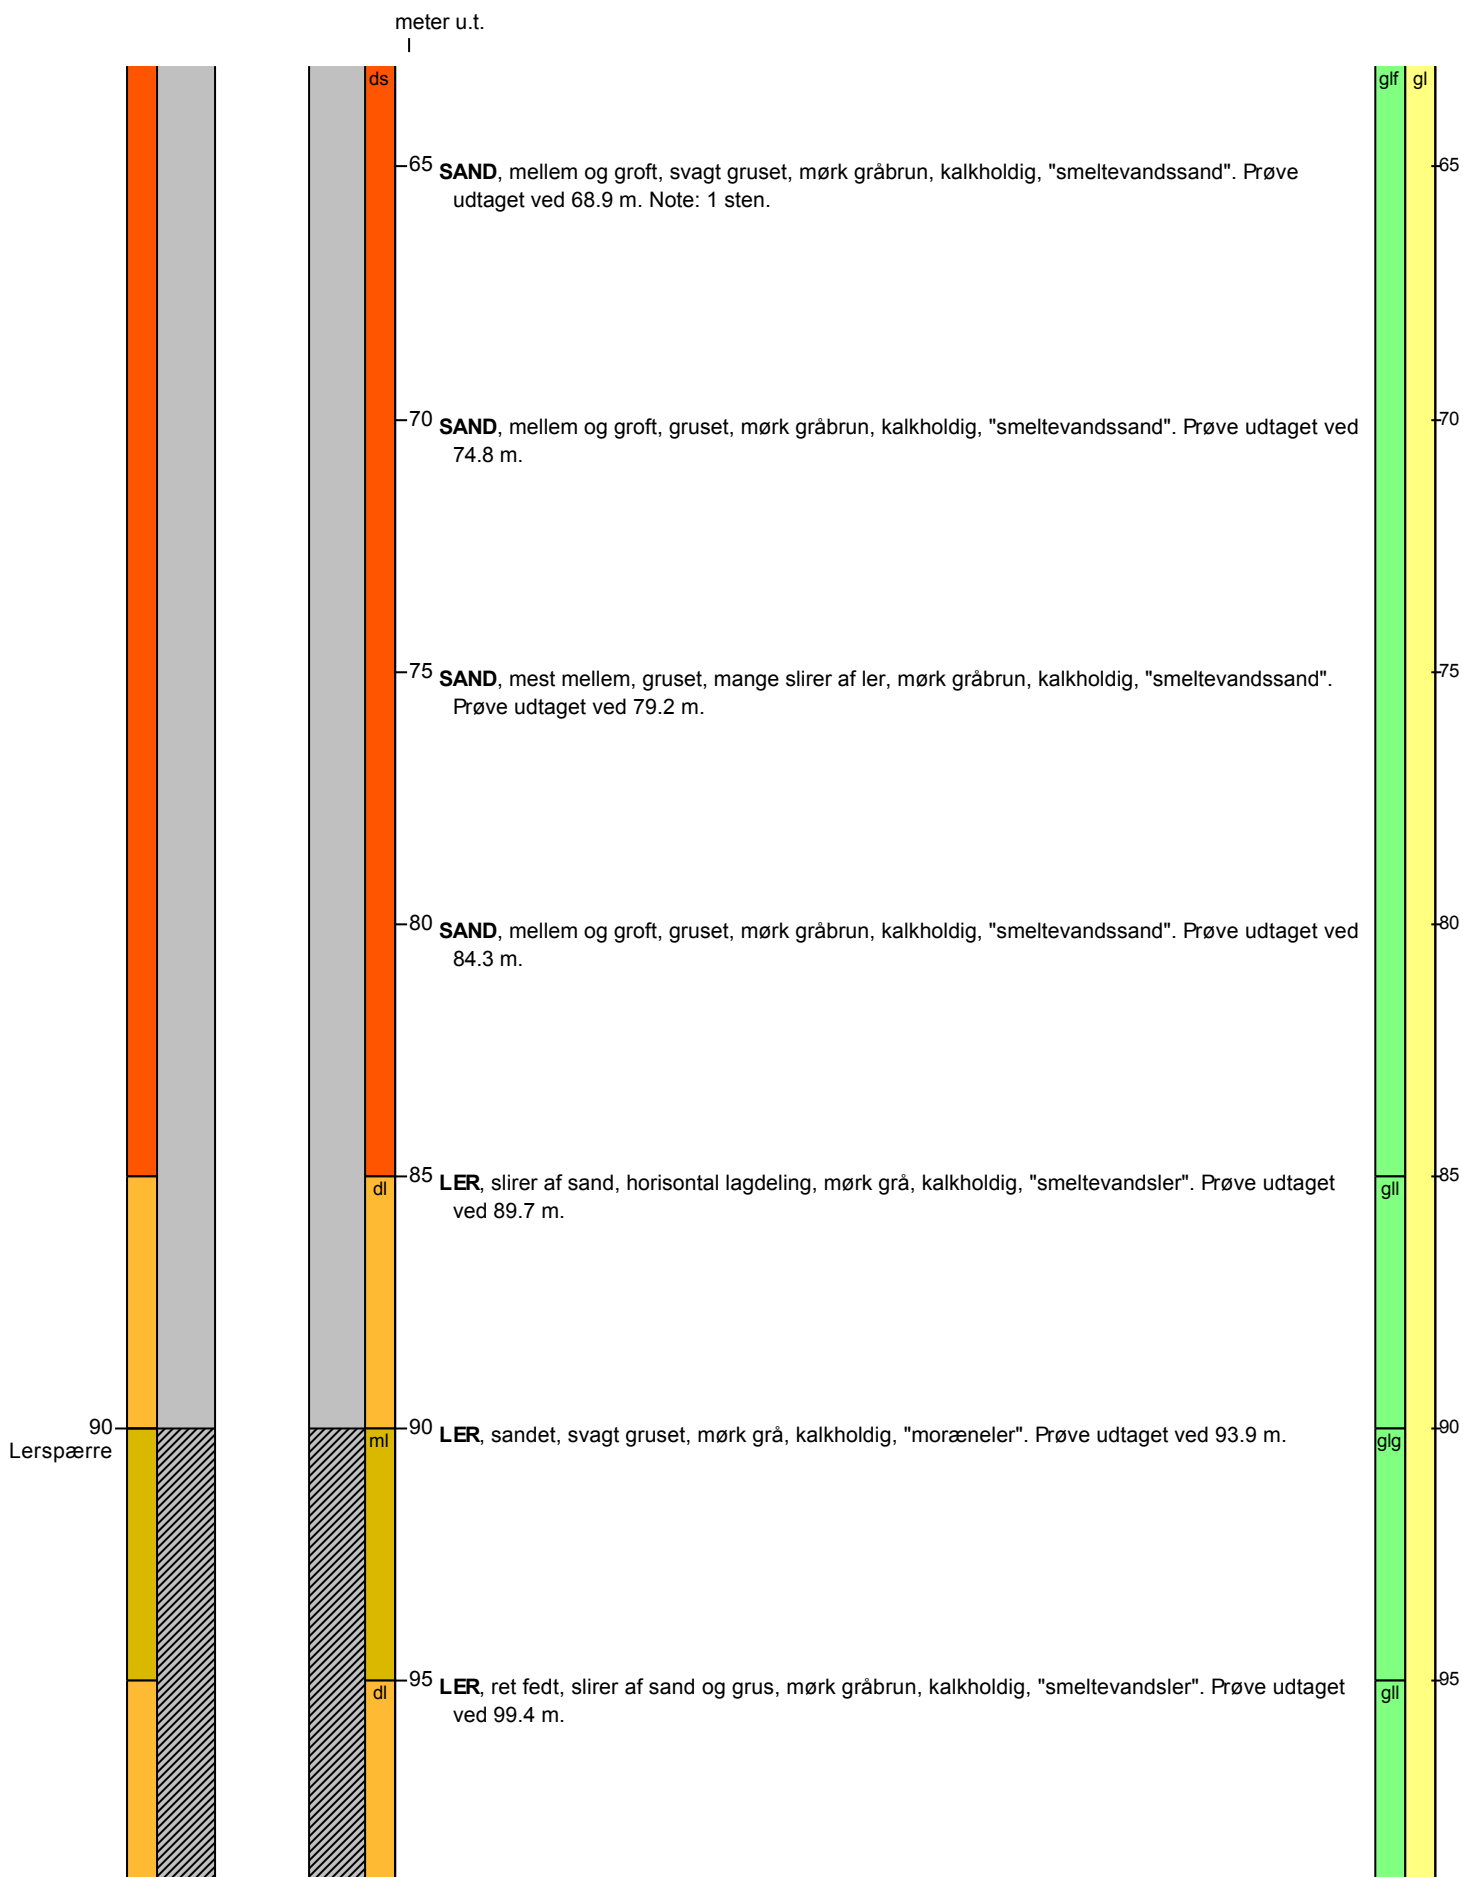 meter u.t.
ds
glf gl
65 SAND, mellem og groft, svagt gruset, mørk gråbrun, kalkholdig, "smeltevandssand". Prøve 65
udtaget ved 68.9 m. Note: 1 sten.
70 SAND, mellem og groft, gruset, mørk gråbrun, kalkholdig, "smeltevandssand". Prøve udtaget ved 70
74.8 m.
75 SAND, mest mellem, gruset, mange slirer af ler, mørk gråbrun, kalkholdig, "smeltevandssand". 75
Prøve udtaget ved 79.2 m.
80 SAND, mellem og groft, gruset, mørk gråbrun, kalkholdig, "smeltevandssand". Prøve udtaget ved 80
84.3 m.
dl 85 LER, slirer af sand, horisontal lagdeling, mørk grå, kalkholdig, "smeltevandsler". Prøve udtaget gll 85
ved 89.7 m.
90 ml 90 LER, sandet, svagt gruset, mørk grå, kalkholdig, "moræneler". Prøve udtaget ved 93.9 m. glg 90
Lerspærre
dl 95 LER, ret fedt, slirer af sand og grus, mørk gråbrun, kalkholdig, "smeltevandsler". Prøve udtaget gll 95
ved 99.4 m.